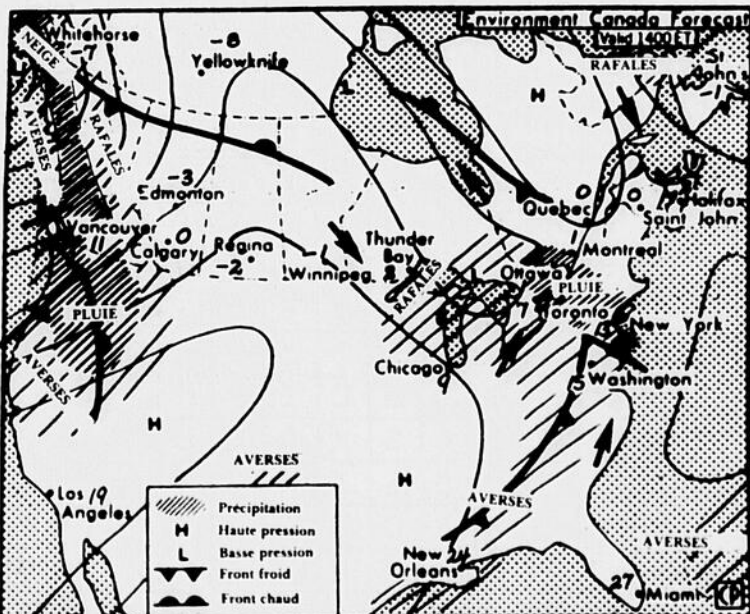 Environment Canada Forecast
Valid 1400 ET
Whitehorse
-7
NEIGE
-8
Yellowknife
RAFALES
St
John
H
L
AVERSES
RAFALES
-3
Edmonton
Vancouver
11
0
Calgary
Regina
-2
Winnipeg
Thunder
Bay
RAFALES
Quebec
0
Halifax
0
Saint John
Montreal
Ottawa
PLUIE
7 Toronto
New York
PLUIE
AVERSES
Chicago
Washington
H
AVERSES
H
AVERSES
Los 19
Angeles
New 24
Orleans
AVERSES
27
Miami
CP
Précipitation
H Haute pression
L Basse pression
Front froid
Front chaud